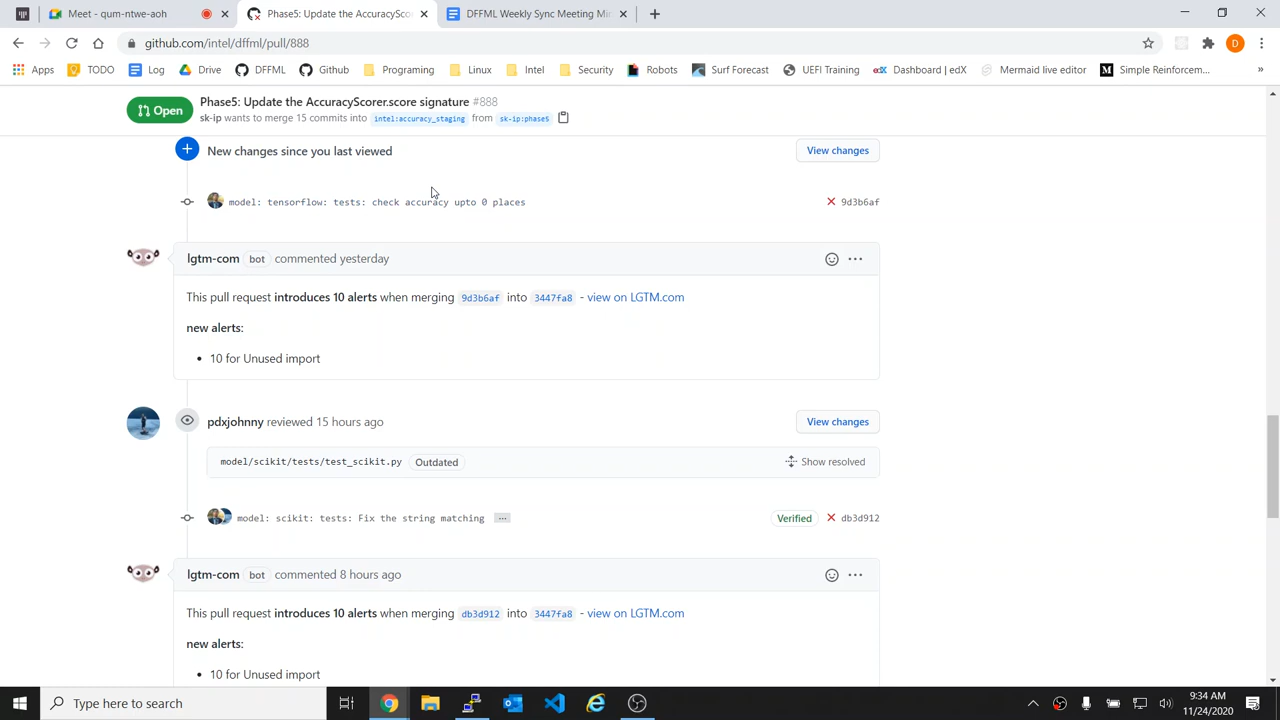 Meet - qum-ntwe-aoh
Phase5: Update the AccuracySco
DFFML Weekly Sync Meeting Mi
github.com/intel/dffml/pull/888
D
Apps
TODO
Log
Drive
DFFML
Github
Programing
Linux
Intel
Security
Robots
Surf Forecast
UEFI Training
edX
Dashboard | edX
Mermaid live editor
M
Simple Reinforcem...
»
Open
Phase5: Update the AccuracyScorer.score signature #888
sk-ip wants to merge 15 commits into intel:accuracy_staging from sk-ip:phase5
New changes since you last viewed
View changes
model: tensorflow: tests: check accuracy upto 0 places
9d3b6af
lgtm-com bot commented yesterday
This pull request introduces 10 alerts when merging 9d3b6af into 3447fa8 - view on LGTM.com
new alerts:
• 10 for Unused import
pdxjohnny reviewed 15 hours ago
View changes
model/scikit/tests/test_scikit.py Outdated
Show resolved
model: scikit: tests: Fix the string matching ...
Verified
db3d912
lgtm-com bot commented 8 hours ago
This pull request introduces 10 alerts when merging db3d912 into 3447fa8 - view on LGTM.com
new alerts:
• 10 for Unused import
Type here to search
9:34 AM
11/24/2020